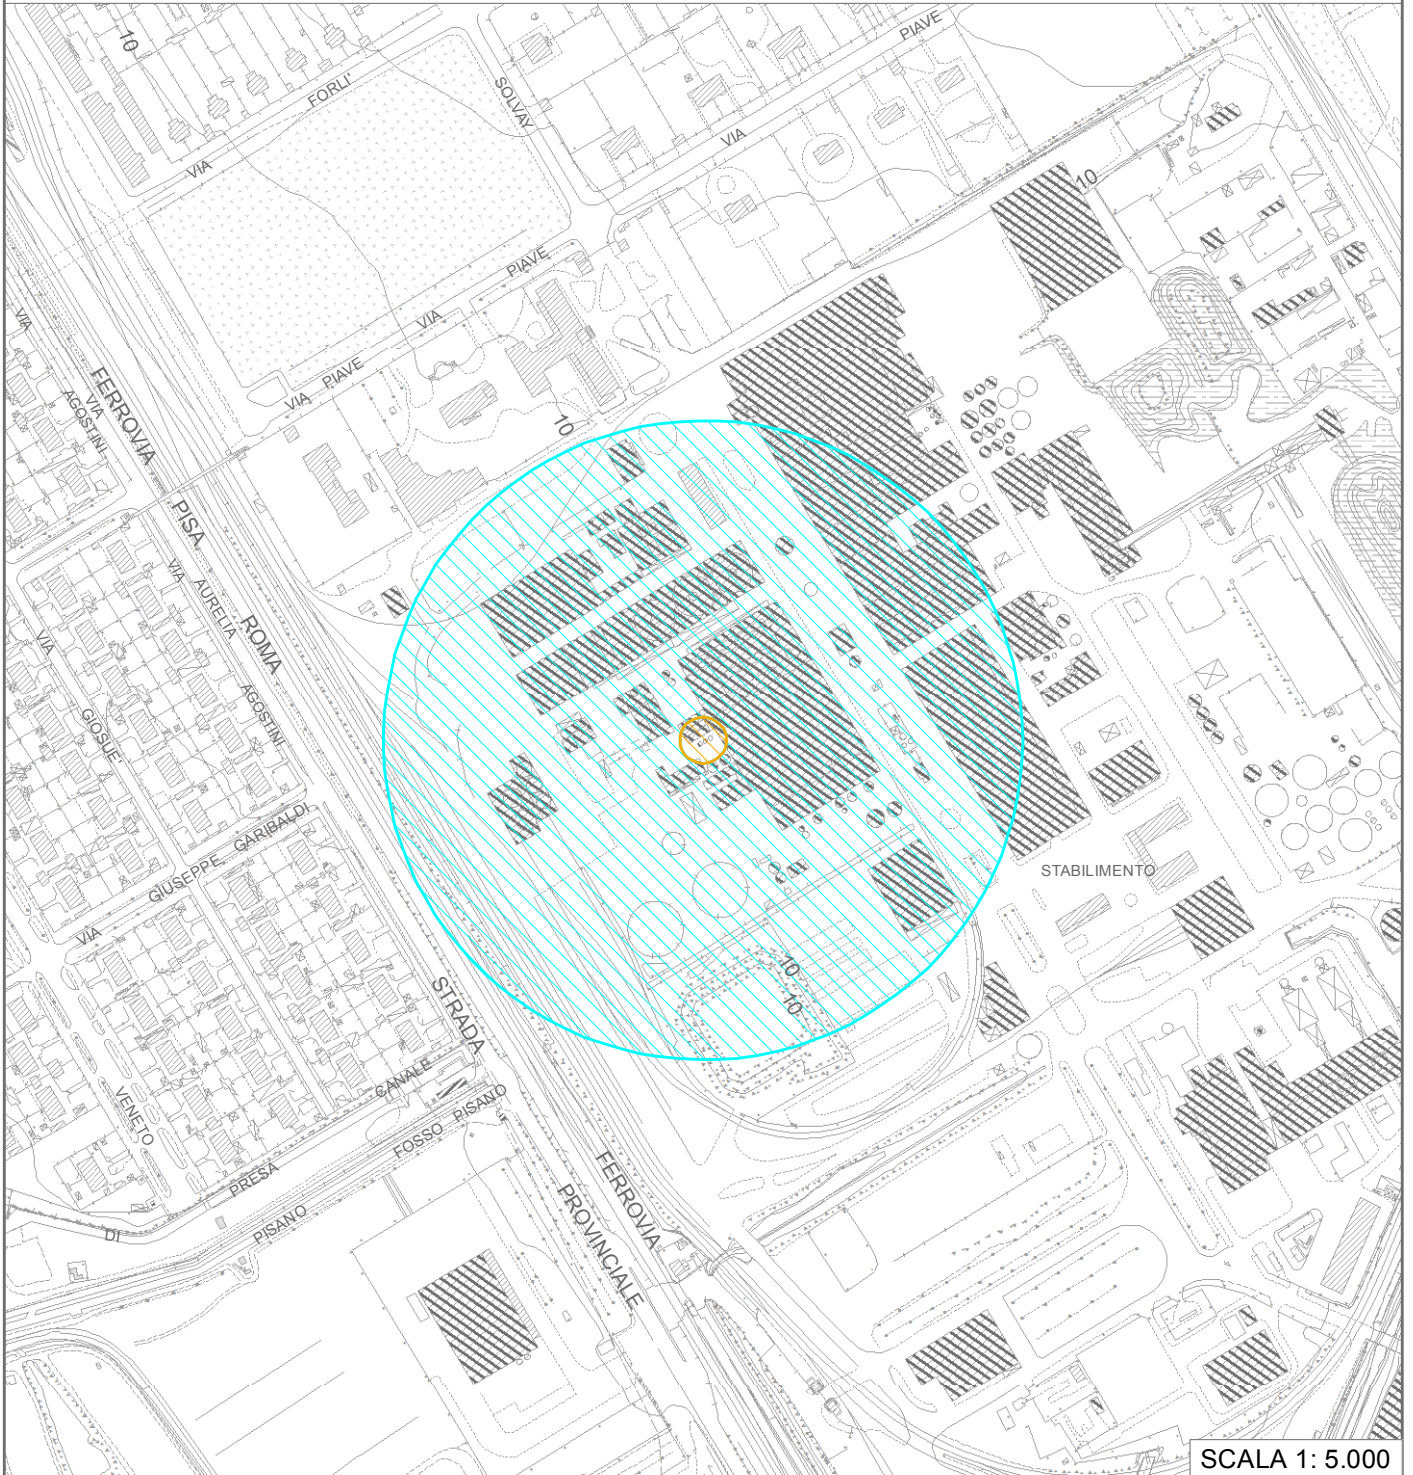 10
PIAVE
FORLI'
SOLVAY
VIA
VIA
10
PIAVE
VIA
VIA
PIAVE
VIA
FERROVIA
VIA
AGOSTINI
10
PISA
VIA
AURELIA
ROMA
VIA
AGOSTINI
GIOSUE'
GIUSEPPE GARIBALDI
VIA
STABILIMENTO
10
10
STRADA
CANALE
VENETO
FOSSO PISANO
PRESA
DI
PISANO
FERROVIA
PROVINCIALE
SCALA 1: 5.000